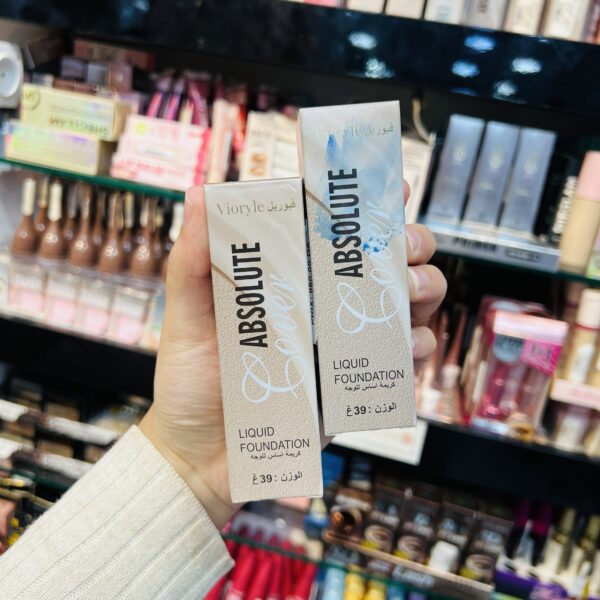 Vioryle فيوريل
ABSOLUTE
Cover
LIQUID
FOUNDATION
كريمة اساس للوجه
الوزن : 39 غ
Vioryle فيوريل
ABSOLUTE
Cover
LIQUID
FOUNDATION
كريمة اساس للوجه
الوزن : 39 غ
PRIMER